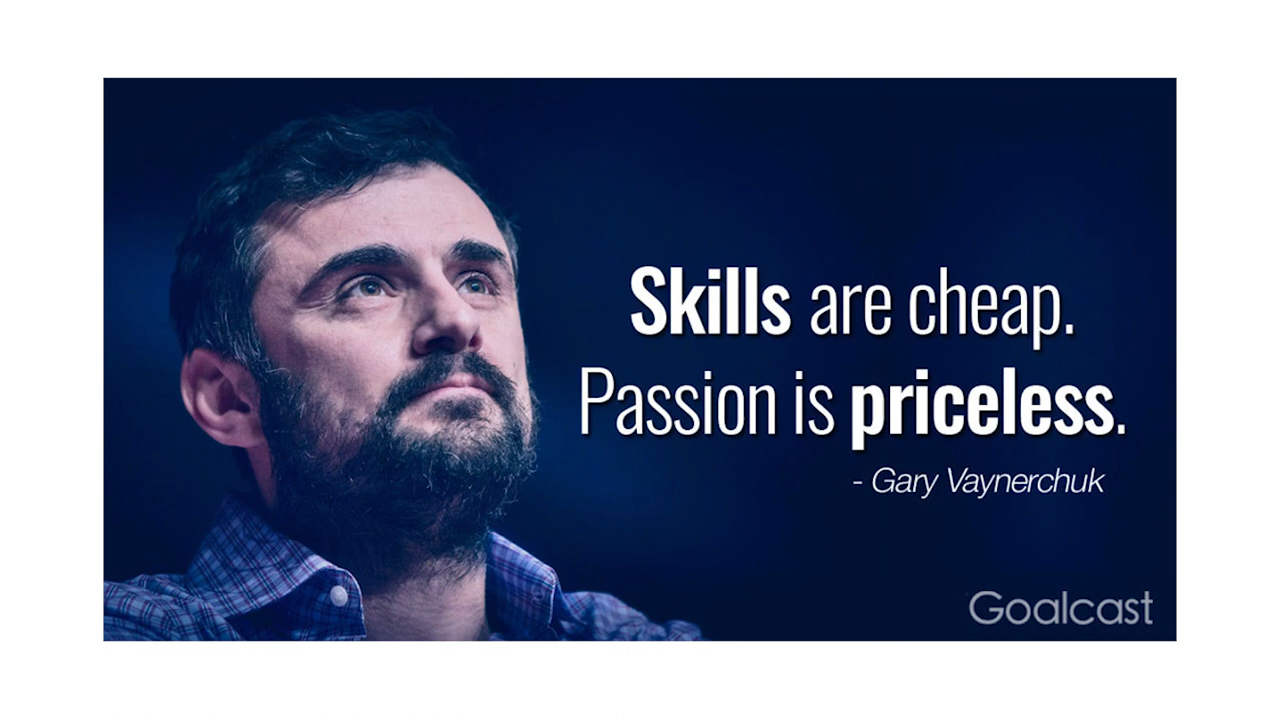 Skills are cheap.
Passion is priceless.
- Gary Vaynerchuk
Goalcast